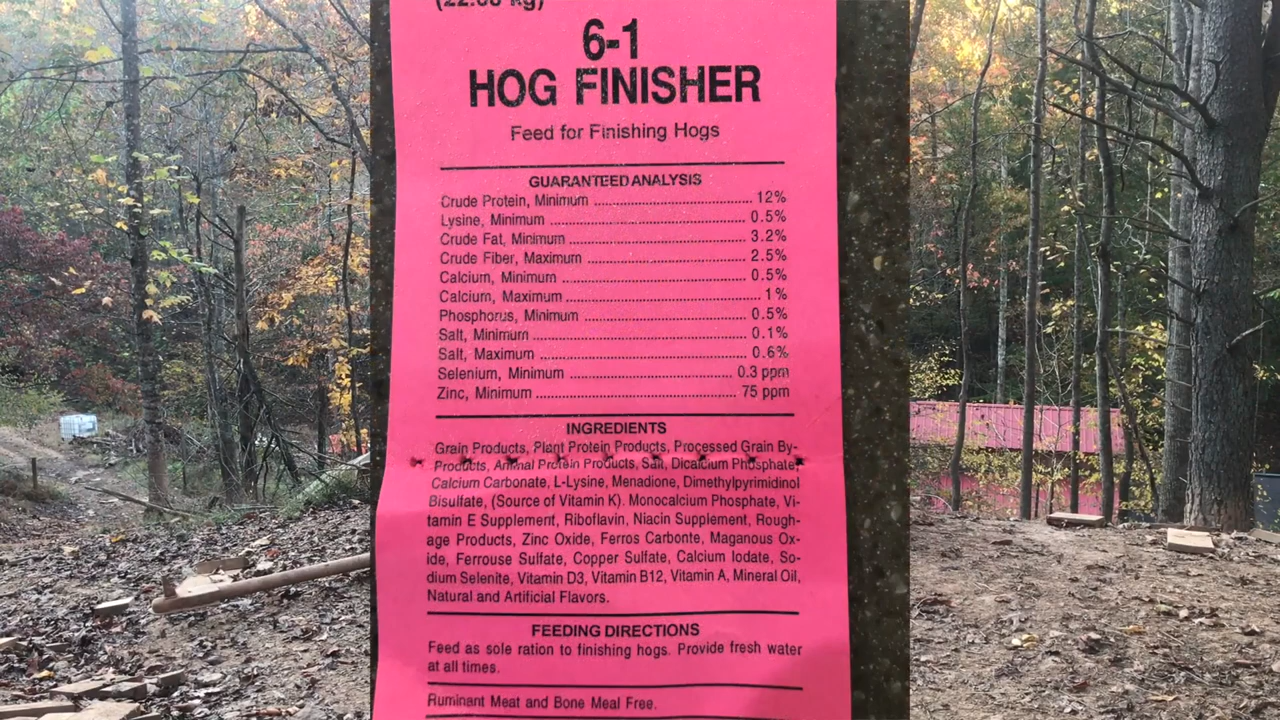 (22.68 kg)
6-1
HOG FINISHER
Feed for Finishing Hogs
GUARANTEED ANALYSIS
Crude Protein, Minimum ........ 12%
Lysine, Minimum ........ 0.5%
Crude Fat, Minimum ........ 3.2%
Crude Fiber, Maximum ........ 2.5%
Calcium, Minimum ........ 0.5%
Calcium, Maximum ........ 1%
Phosphorus, Minimum ........ 0.5%
Salt, Minimum ........ 0.1%
Salt, Maximum ........ 0.6%
Selenium, Minimum ........ 0.3 ppm
Zinc, Minimum ........ 75 ppm
INGREDIENTS
Grain Products, Plant Protein Products, Processed Grain By-
Products, Animal Protein Products, Salt, Dicalcium Phosphate,
Calcium Carbonate, L-Lysine, Menadione, Dimethylpyrimidinol
Bisulfate, (Source of Vitamin K). Monocalcium Phosphate, Vi-
tamin E Supplement, Riboflavin, Niacin Supplement, Rough-
age Products, Zinc Oxide, Ferros Carbonte, Maganous Ox-
ide, Ferrouse Sulfate, Copper Sulfate, Calcium Iodate, So-
dium Selenite, Vitamin D3, Vitamin B12, Vitamin A, Mineral Oil,
Natural and Artificial Flavors.
FEEDING DIRECTIONS
Feed as sole ration to finishing hogs. Provide fresh water
at all times.
Ruminant Meat and Bone Meal Free.